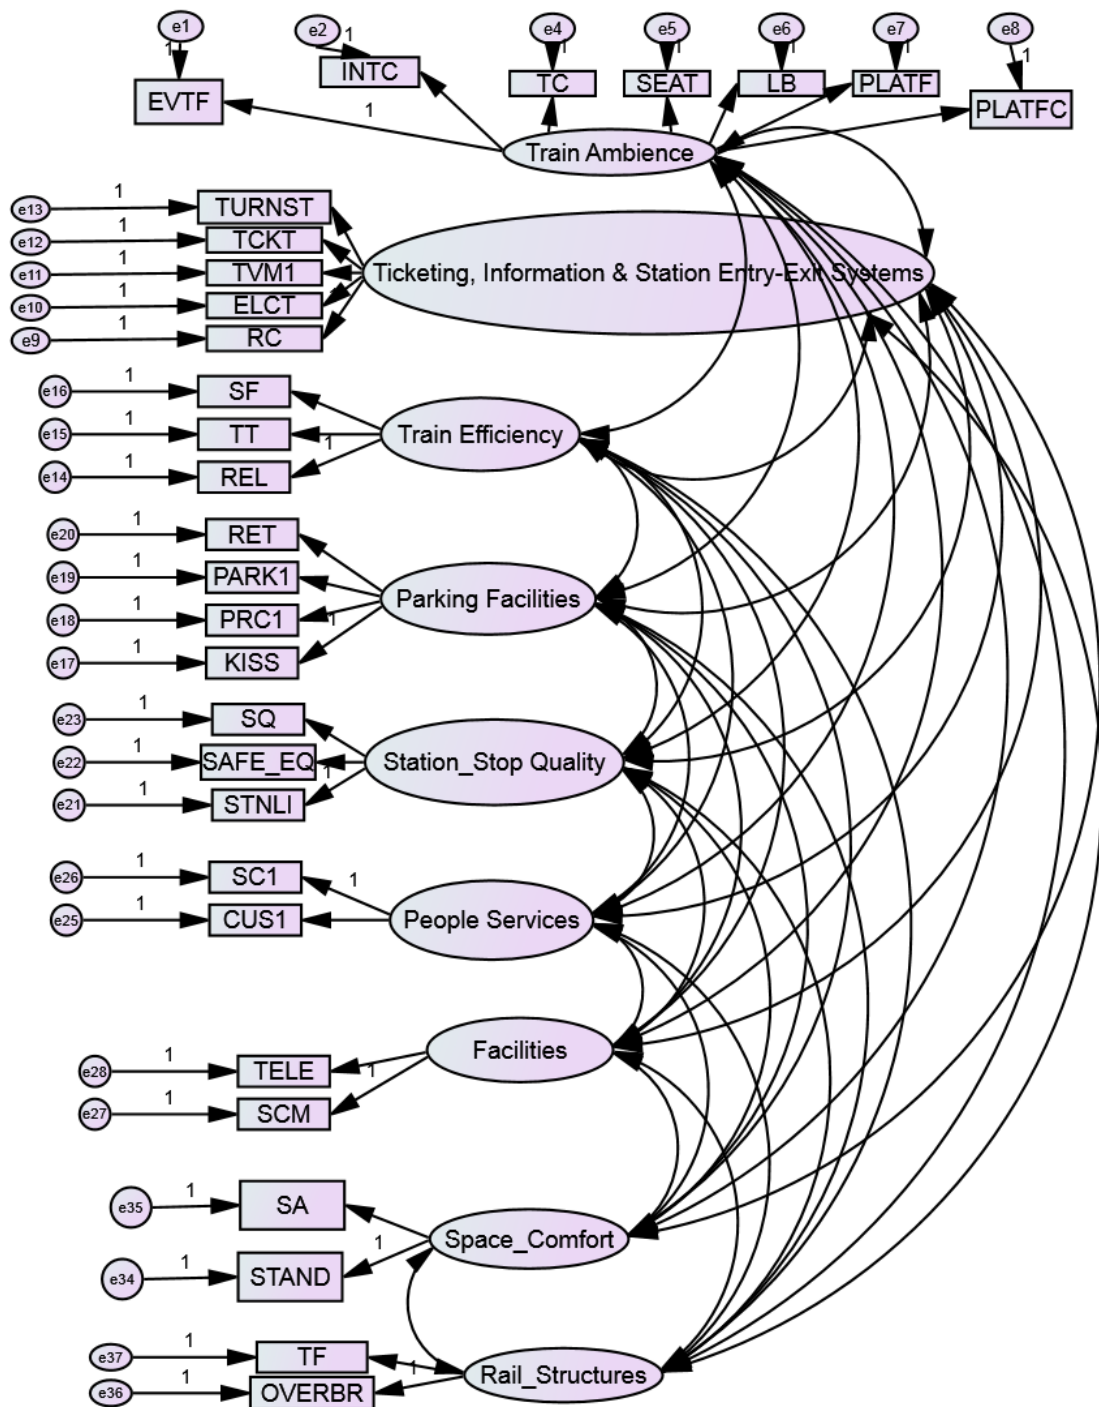 e1
e2
e4
e5
e6
e7
e8
1
1
1
1
1
1
1
EVTF
INTC
TC
SEAT
LB
PLATF
PLATFC
1
Train Ambience
e13
1
TURNST
e12
1
TCKT
e11
1
TVM1
e10
1
ELCT
e9
1
RC
1
Ticketing, Information & Station Entry-Exit Systems
e16
1
SF
e15
1
TT
e14
1
REL
1
Train Efficiency
e20
1
RET
e19
1
PARK1
e18
1
PRC1
e17
1
KISS
1
Parking Facilities
e23
1
SQ
e22
1
SAFE_EQ
e21
1
STNLI
1
Station_Stop Quality
e26
1
SC1
e25
1
CUS1
1
People Services
e28
1
TELE
e27
1
SCM
1
Facilities
e35
1
SA
e34
1
STAND
1
Space_Comfort
e37
1
TF
e36
1
OVERBR
1
Rail_Structures